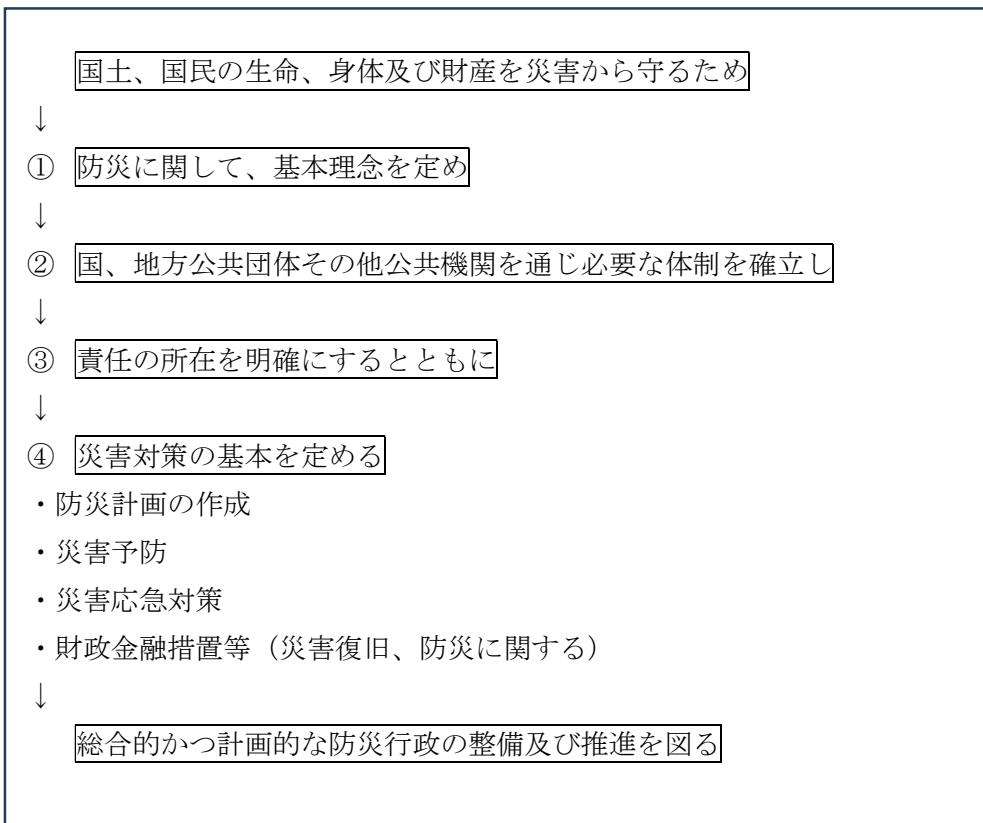 国土、国民の生命、身体及び財産を災害から守るため
↓
① 防災に関して、基本理念を定め
↓
② 国、地方公共団体その他公共機関を通じ必要な体制を確立し
↓
③ 責任の所在を明確にするとともに
↓
④ 災害対策の基本を定める
・防災計画の作成
・災害予防
・災害応急対策
・財政金融措置等（災害復旧、防災に関する）
↓
総合的かつ計画的な防災行政の整備及び推進を図る